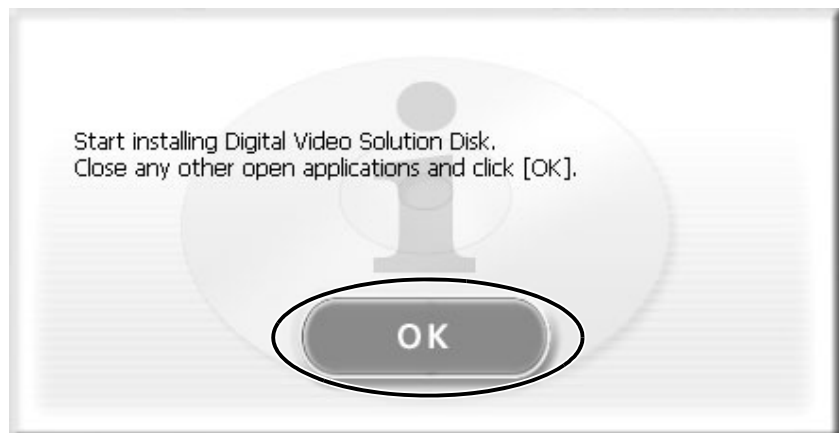 Start installing Digital Video Solution Disk.
Close any other open applications and click [OK].
OK